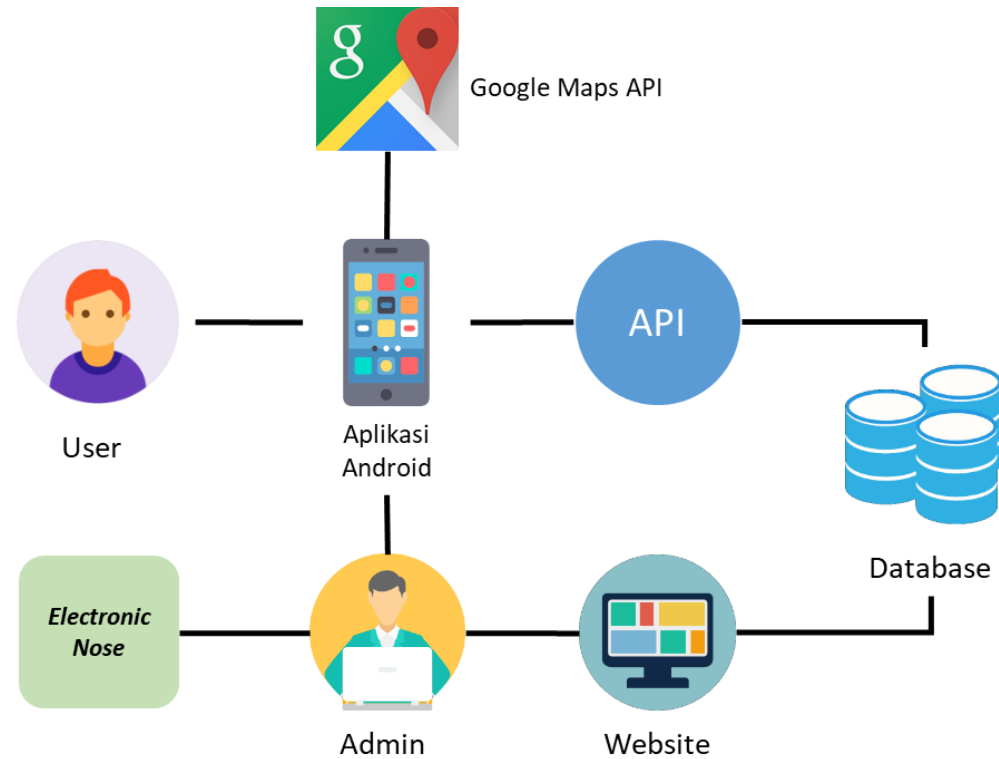 g
Google Maps API
API
User
Aplikasi
Android
Database
Electronic
Nose
Admin
Website